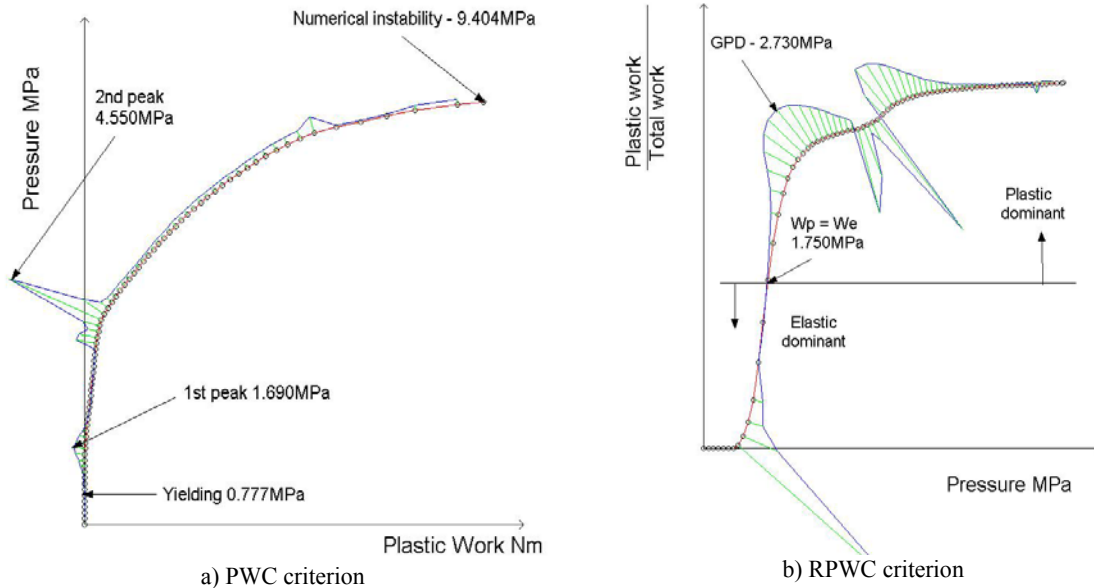 Numerical instability - 9.404MPa
2nd peak
4.550MPa
Pressure MPa
1st peak 1.690MPa
Yielding 0.777MPa
Plastic Work Nm
a) PWC criterion
GPD - 2.730MPa
Plastic work
Total work
Wp = We
1.750MPa
Plastic
dominant
Elastic
dominant
Pressure MPa
b) RPWC criterion